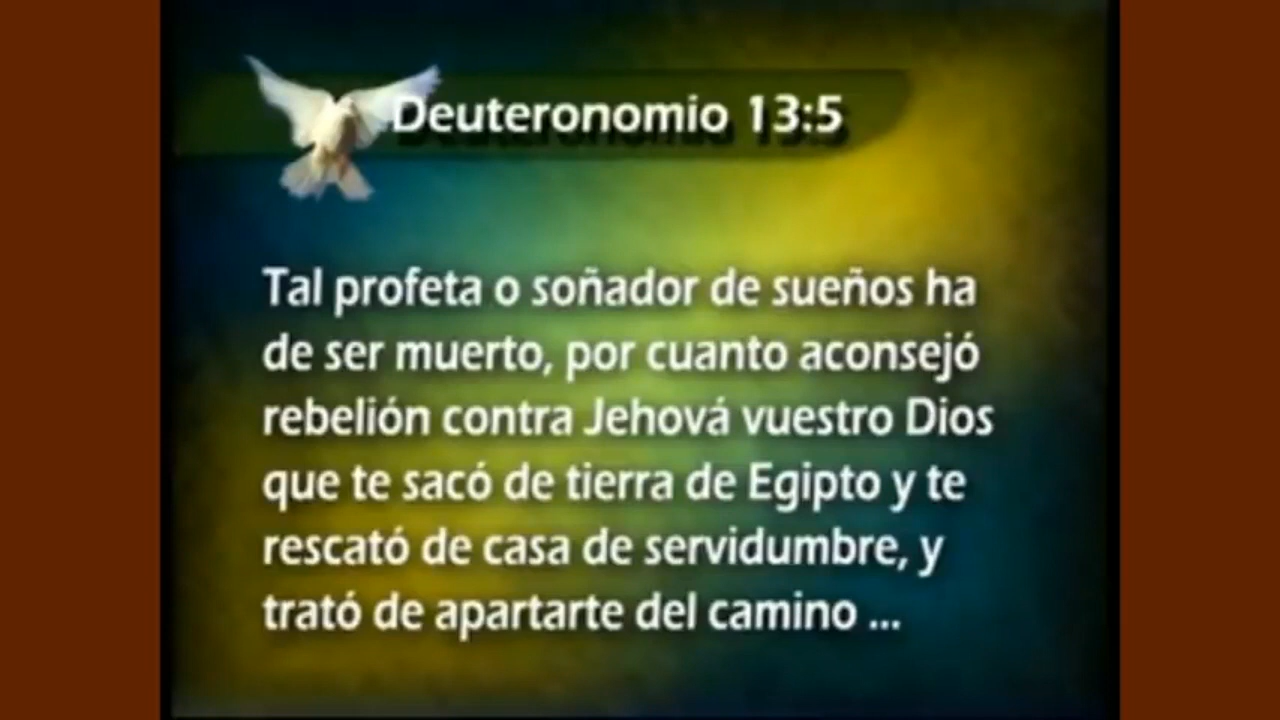 Deuteronomio 13:5
Tal profeta o soñador de sueños ha
de ser muerto, por cuanto aconsejó
rebelión contra Jehová vuestro Dios
que te sacó de tierra de Egipto y te
rescató de casa de servidumbre, y
trató de apartarte del camino ...